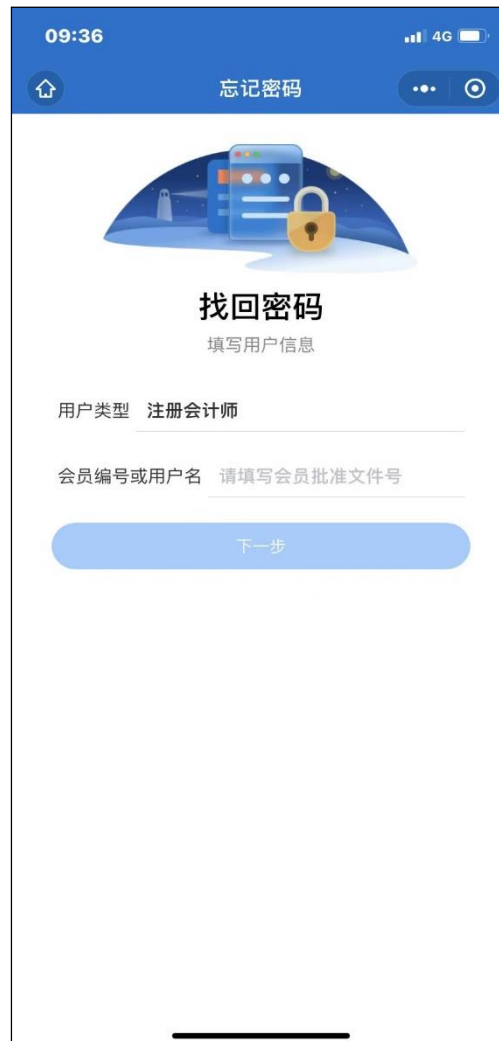 09:36
4G
忘记密码
找回密码
填写用户信息
用户类型 注册会计师
会员编号或用户名 请填写会员批准文件号
下一步